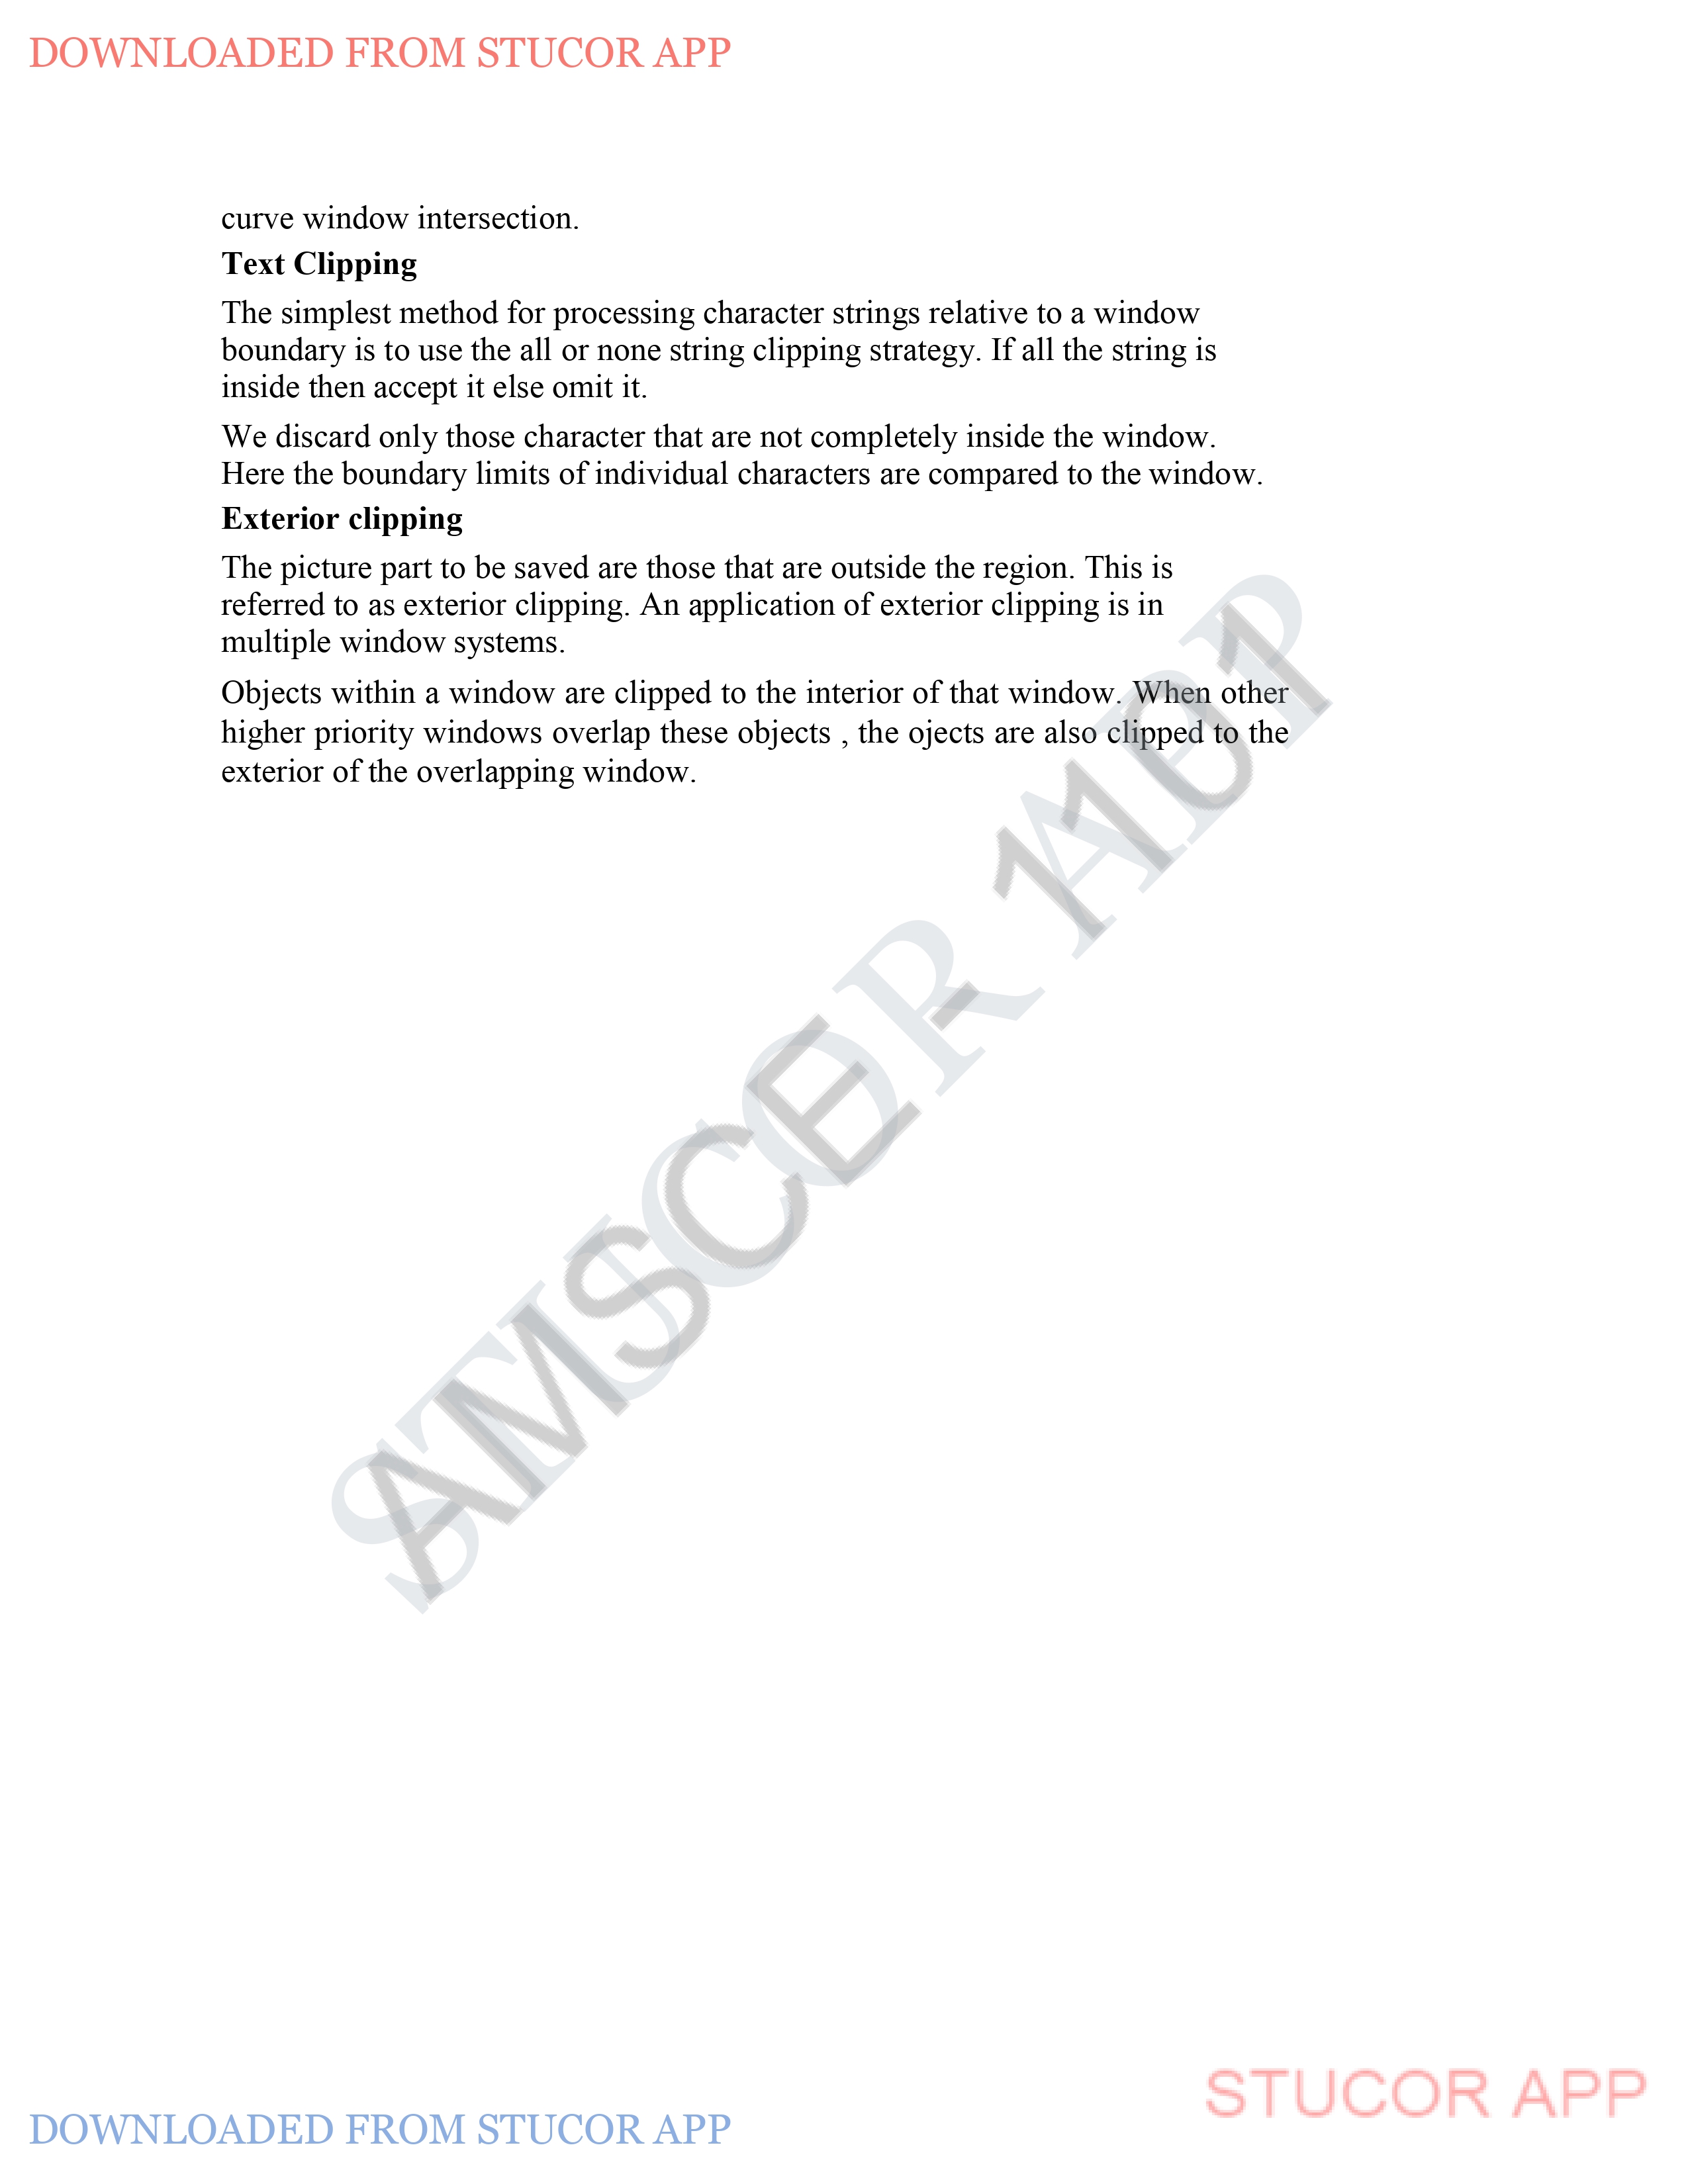 DOWNLOADED FROM STUCOR APP
curve window intersection.
Text Clipping
The simplest method for processing character strings relative to a window
boundary is to use the all or none string clipping strategy. If all the string is
inside then accept it else omit it.
We discard only those character that are not completely inside the window.
Here the boundary limits of individual characters are compared to the window.
Exterior clipping
The picture part to be saved are those that are outside the region. This is
referred to as exterior clipping. An application of exterior clipping is in
multiple window systems.
Objects within a window are clipped to the interior of that window. When other
higher priority windows overlap these objects , the ojects are also clipped to the
exterior of the overlapping window.
STUCOR APP
AMSCE - 1101
STUCOR APP
DOWNLOADED FROM STUCOR APP